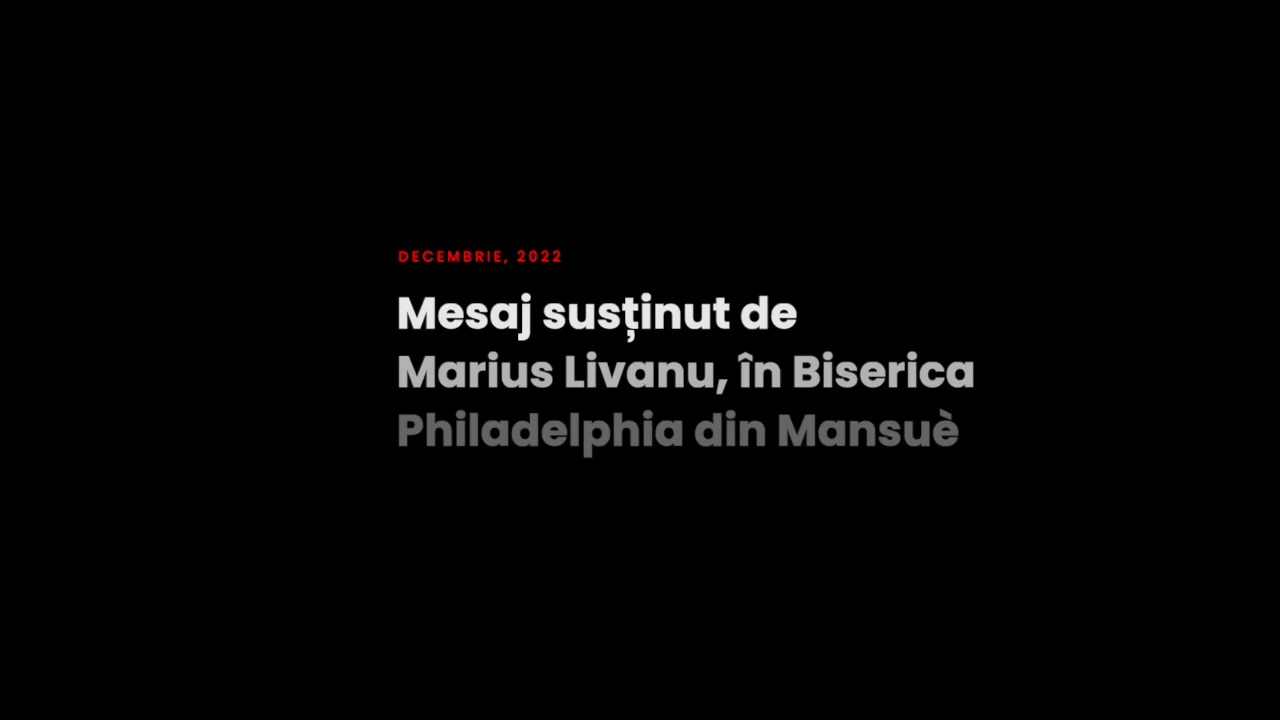 DECEMBRIE, 2022
Mesaj susținut de
Marius Livanu, în Biserica
Philadelphia din Mansuè